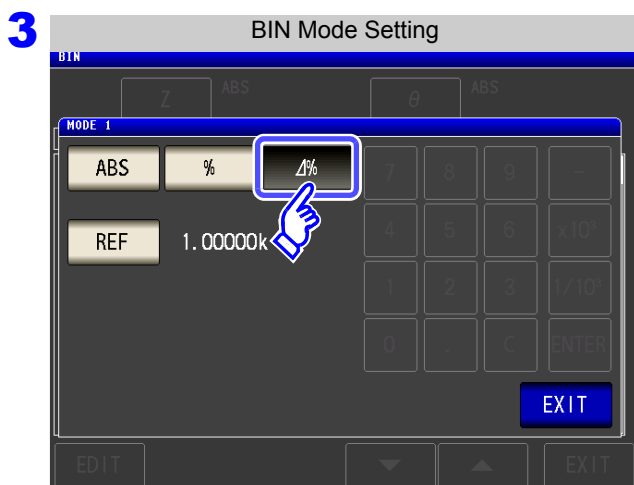 3
BIN Mode Setting
BIN
Z ABS θ ABS
MODE 1
ABS % Δ% 7 8 9 -
REF 1.00000k 4 5 6 x10³
1 2 3 1/10³
0 . C ENTER
EXIT
EDIT ▼ ▲ EXIT